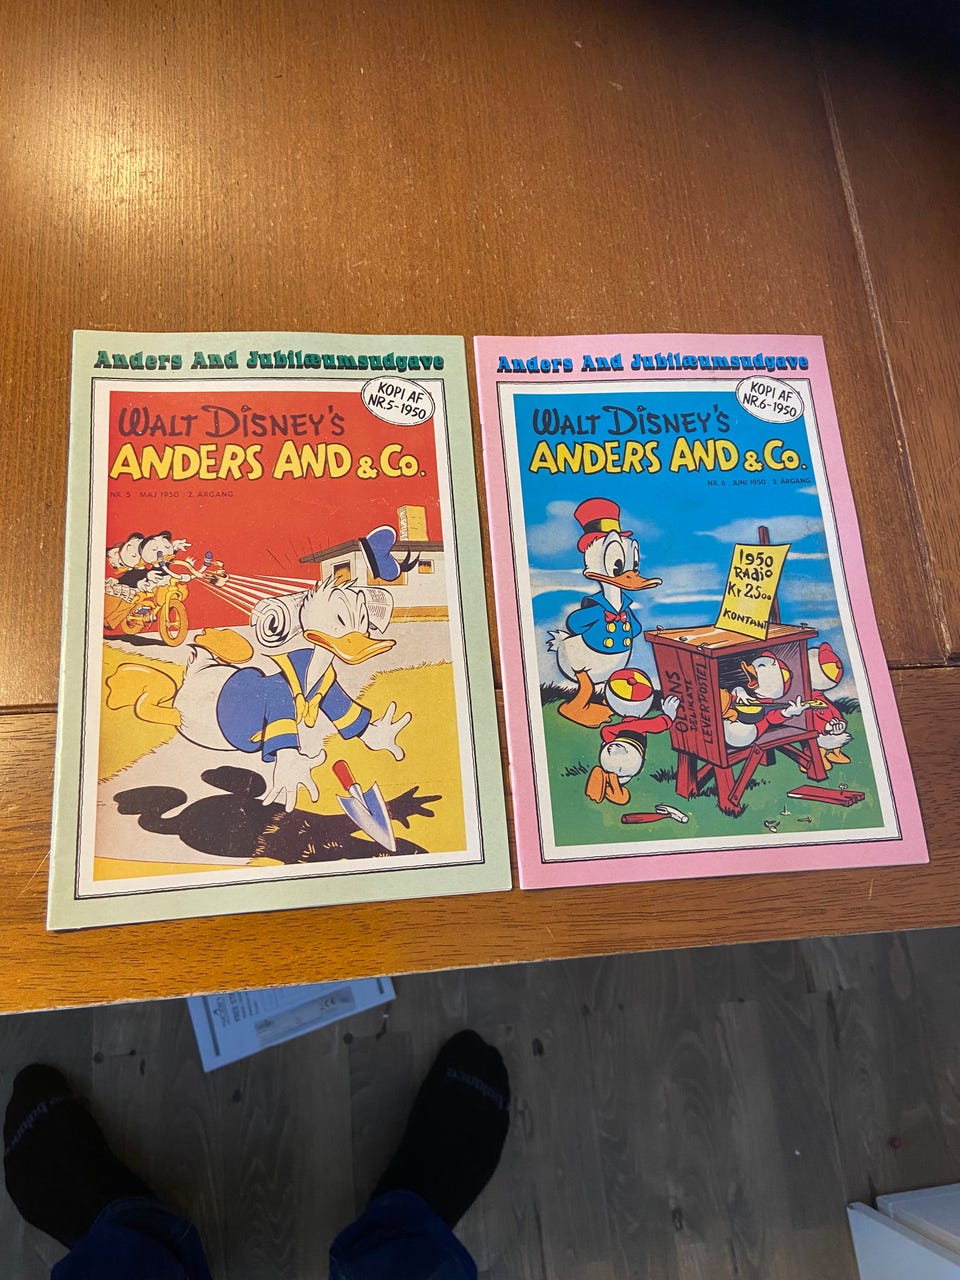 Anders And Jubilæumsudgave
KOPI AF
NR.5-1950
WALT DISNEY'S
ANDERS AND & Co.
NR. 5 . MAJ 1950 . 2. ÅRGANG
Anders And Jubilæumsudgave
KOPI AF
NR.6-1950
WALT DISNEY'S
ANDERS AND & Co.
NR. 6 . JUNI 1950 . 2. ÅRGANG
1950
RADIO
Kr 25.00
KONTANT
OLSENS
DELIKATE
LEVERPOSTEJ